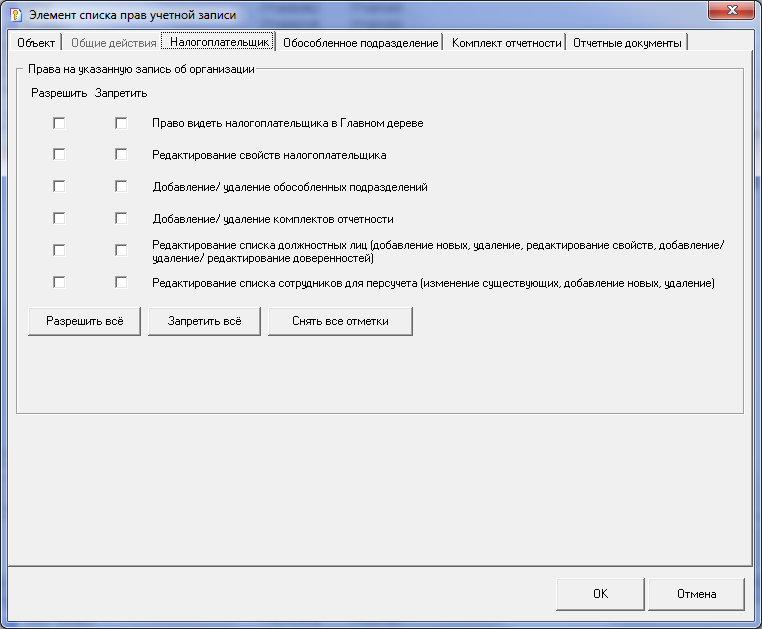 Элемент списка прав учетной записи
Объект Общие действия Налогоплательщик Обособленное подразделение Комплект отчетности Отчетные документы
Права на указанную запись об организации
Разрешить Запретить
Право видеть налогоплательщика в Главном дереве
Редактирование свойств налогоплательщика
Добавление/ удаление обособленных подразделений
Добавление/ удаление комплектов отчетности
Редактирование списка должностных лиц (добавление новых, удаление, редактирование свойств, добавление/
удаление/ редактирование доверенностей)
Редактирование списка сотрудников для персучета (изменение существующих, добавление новых, удаление)
Разрешить всё Запретить всё Снять все отметки
OK Отмена